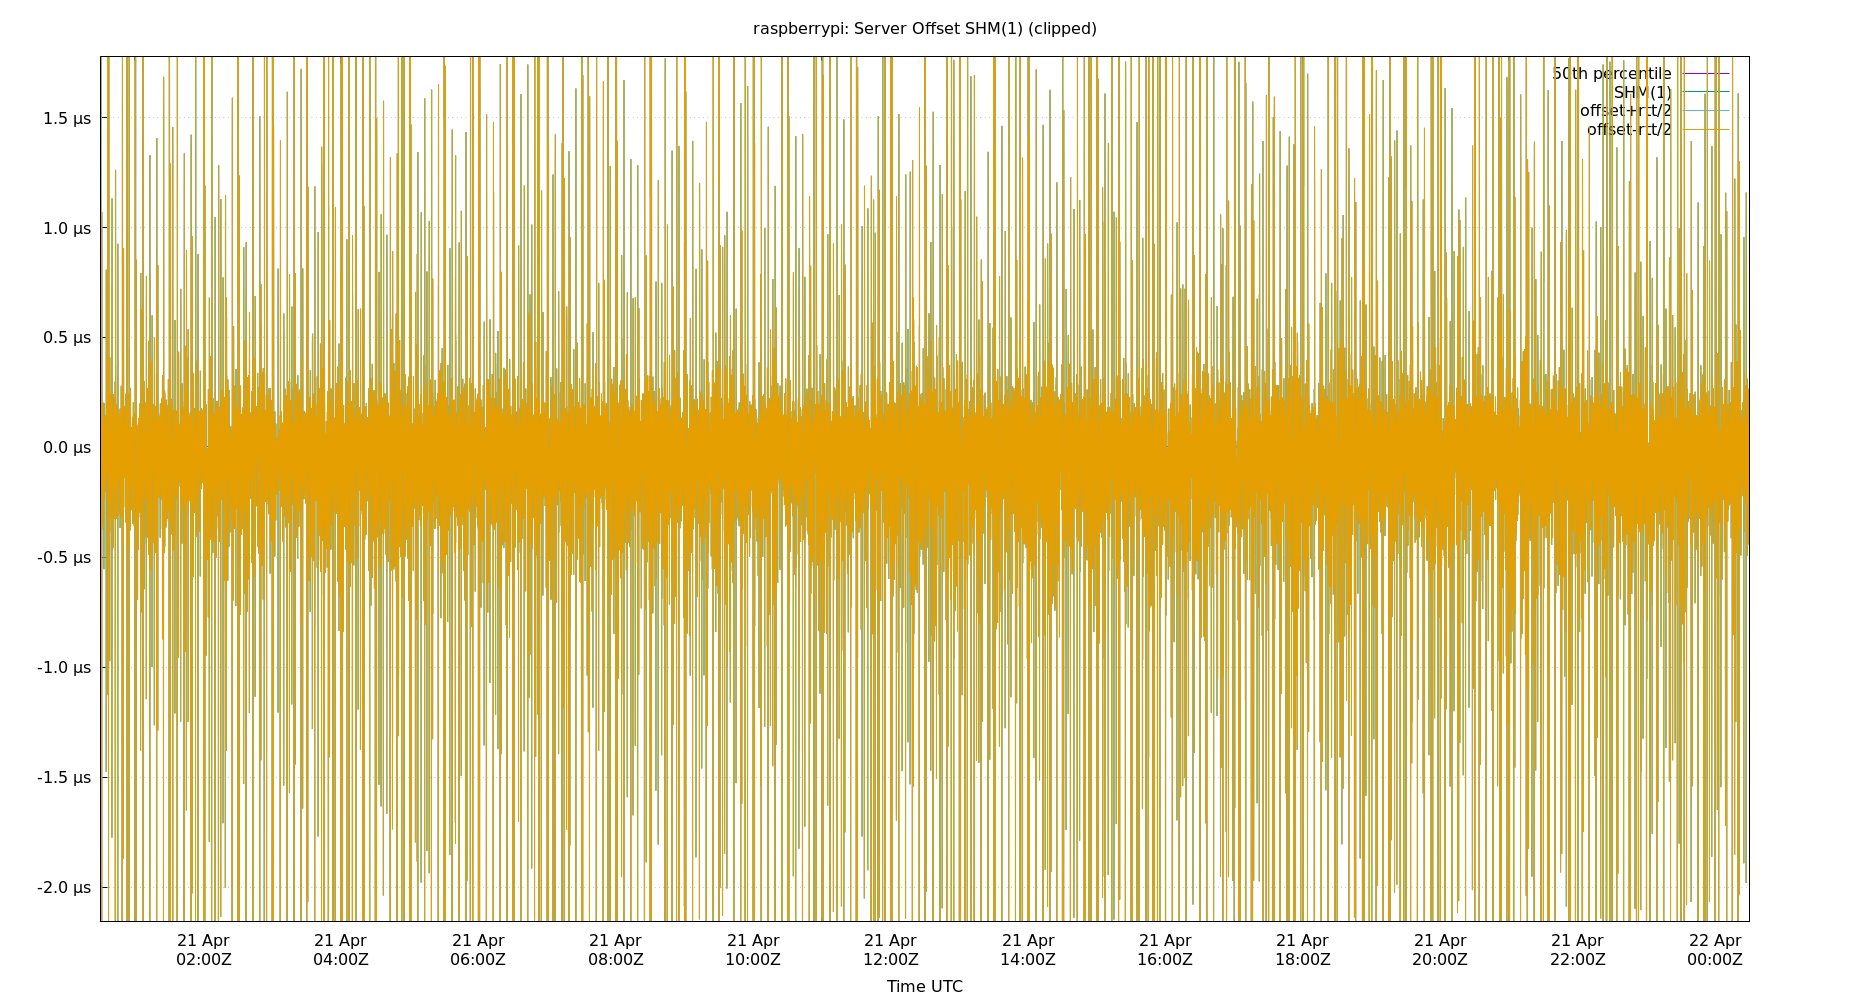 raspberrypi: Server Offset SHM(1) (clipped)
50th percentile
SHM(1)
offset+rtt/2
offset-rtt/2
1.5 µs
1.0 µs
0.5 µs
0.0 µs
-0.5 µs
-1.0 µs
-1.5 µs
-2.0 µs
21 Apr 21 Apr 21 Apr 21 Apr 21 Apr 21 Apr 21 Apr 21 Apr 21 Apr 21 Apr 21 Apr 22 Apr
02:00Z 04:00Z 06:00Z 08:00Z 10:00Z 12:00Z 14:00Z 16:00Z 18:00Z 20:00Z 22:00Z 00:00Z
Time UTC